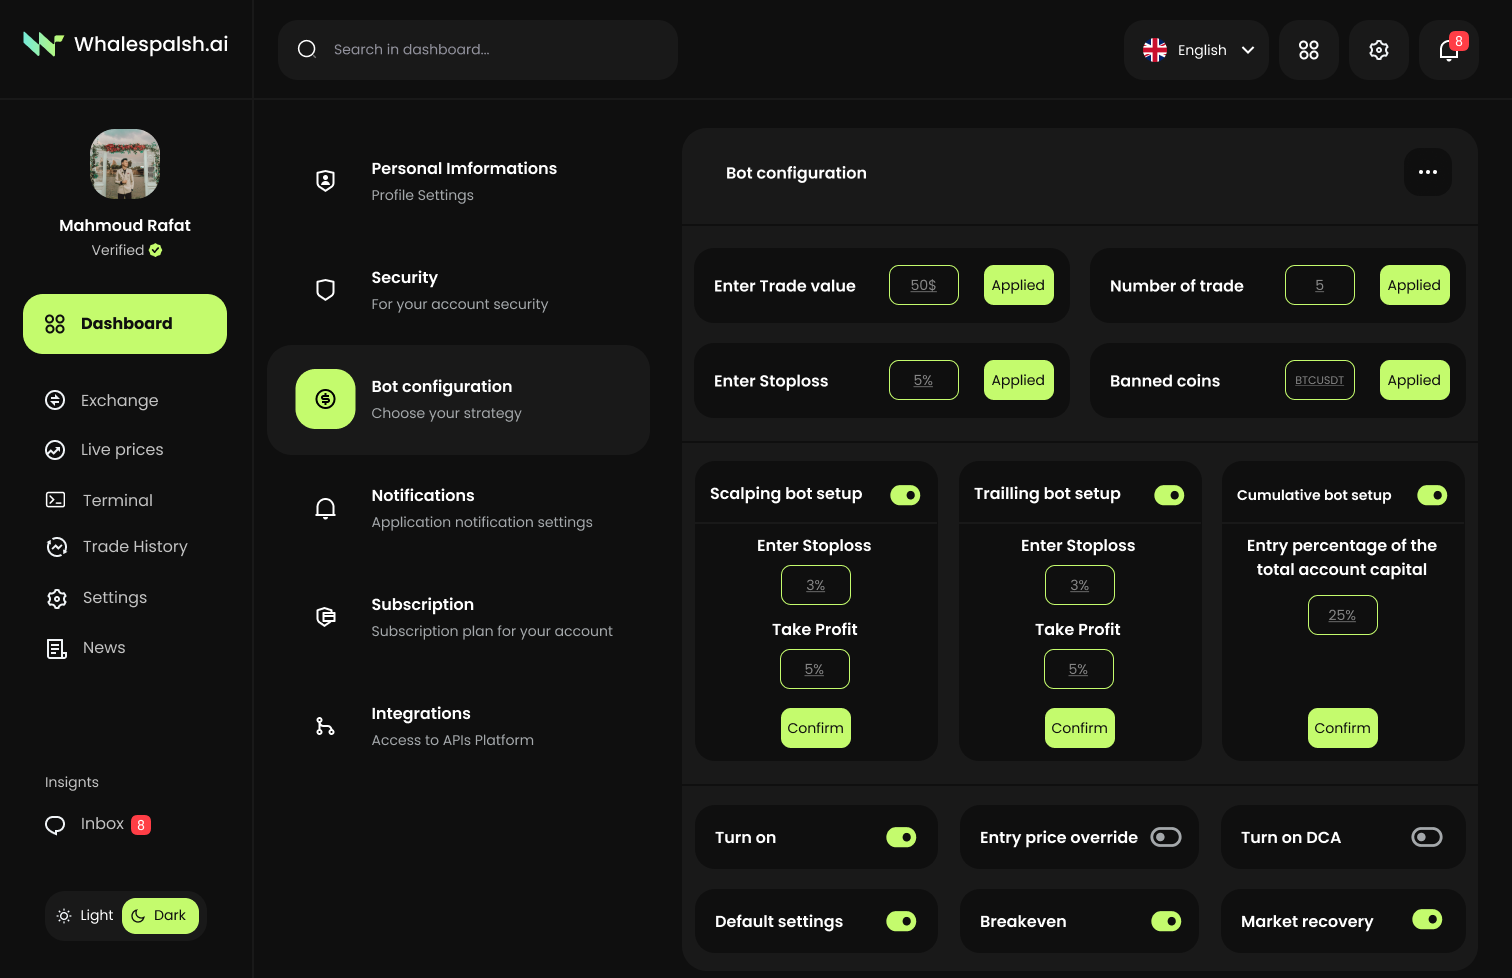 Whalespalsh.ai
Search in dashboard...
English
8
Mahmoud Rafat
Verified
Dashboard
Exchange
Live prices
Terminal
Trade History
Settings
News
Insignts
Inbox 8
Light Dark
Personal Imformations
Profile Settings
Security
For your account security
Bot configuration
Choose your strategy
Notifications
Application notification settings
Subscription
Subscription plan for your account
Integrations
Access to APIs Platform
Bot configuration
Enter Trade value 50$ Applied
Number of trade 5 Applied
Enter Stoploss 5% Applied
Banned coins BTCUSDT Applied
Scalping bot setup
Enter Stoploss
3%
Take Profit
5%
Confirm
Trailling bot setup
Enter Stoploss
3%
Take Profit
5%
Confirm
Cumulative bot setup
Entry percentage of the
total account capital
25%
Confirm
Turn on
Entry price override
Turn on DCA
Default settings
Breakeven
Market recovery